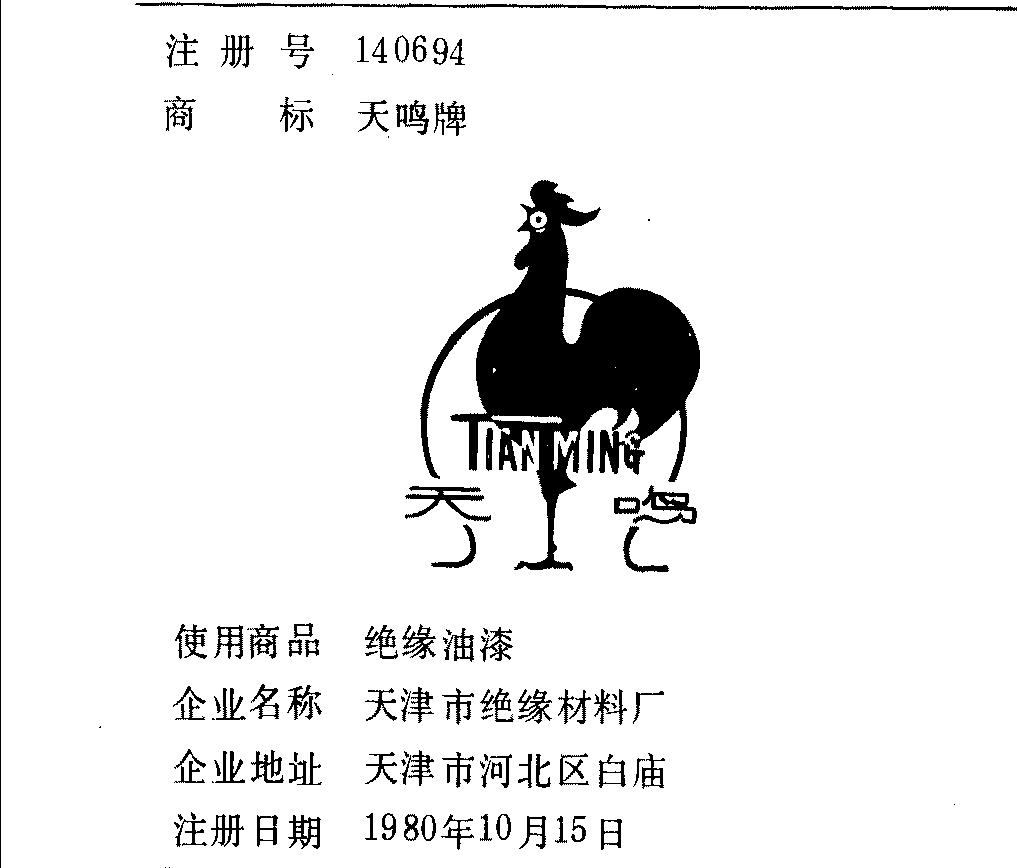 注册号 140694
商标 天鸣牌
TIAN MING
天鸣
使用商品 绝缘油漆
企业名称 天津市绝缘材料厂
企业地址 天津市河北区白庙
注册日期 1980年10月15日